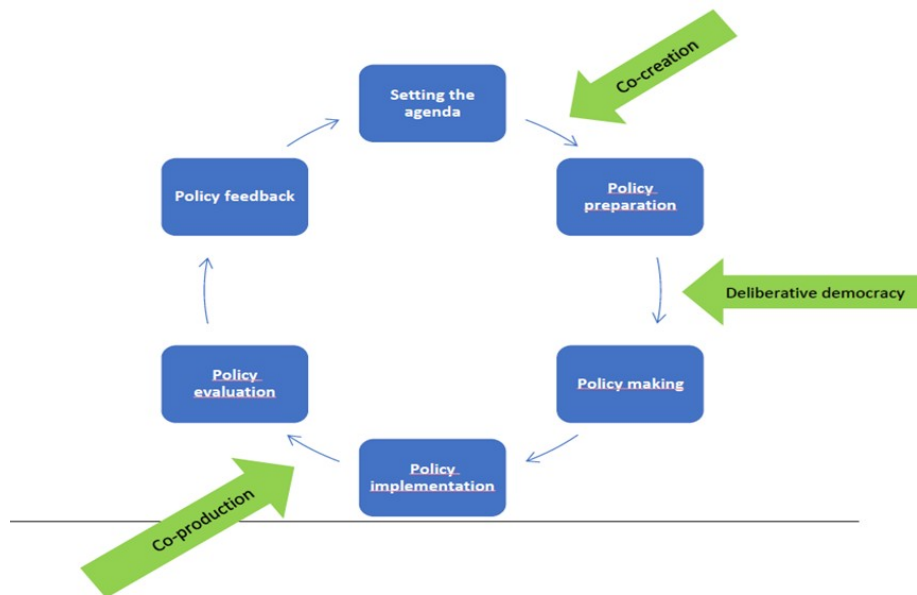 Setting the
agenda
Co-creation
Policy feedback
Policy
preparation
Deliberative democracy
Policy
evaluation
Policy making
Policy
implementation
Co-production